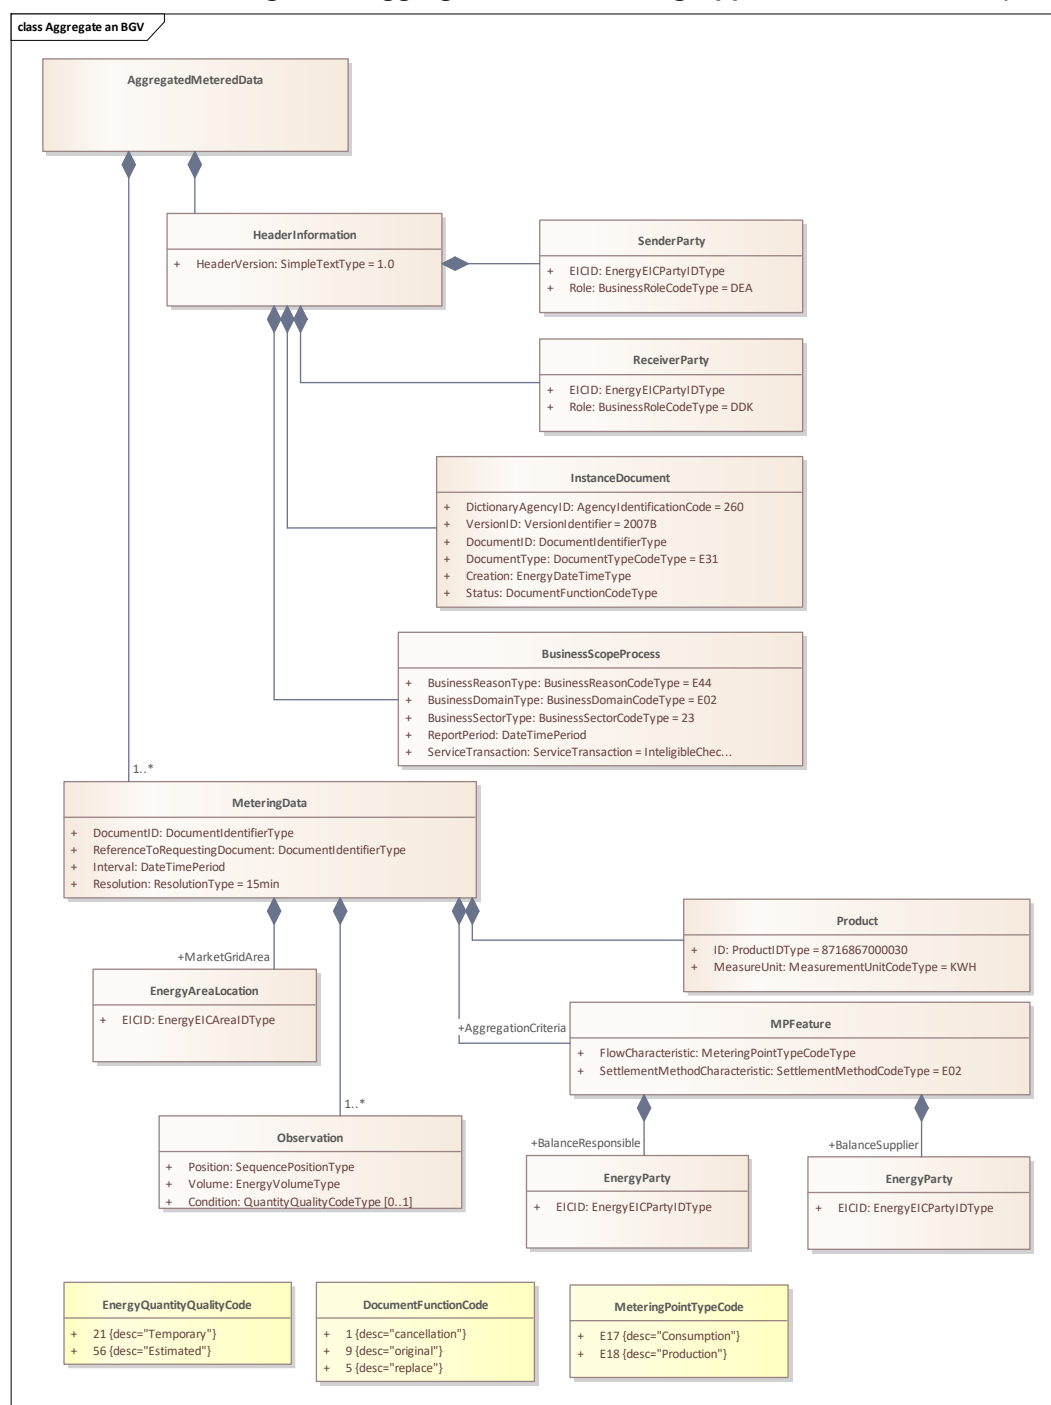 class Aggregate an BGV
AggregatedMeteredData
HeaderInformation
+ HeaderVersion: SimpleTextType = 1.0
SenderParty
+ EICID: EnergyEICPartyIDType
+ Role: BusinessRoleCodeType = DEA
ReceiverParty
+ EICID: EnergyEICPartyIDType
+ Role: BusinessRoleCodeType = DDK
InstanceDocument
+ DictionaryAgencyID: AgencyIdentificationCode = 260
+ VersionID: VersionIdentifier = 2007B
+ DocumentID: DocumentIdentifierType
+ DocumentType: DocumentTypeCodeType = E31
+ Creation: EnergyDateTimeType
+ Status: DocumentFunctionCodeType
BusinessScopeProcess
+ BusinessReasonType: BusinessReasonCodeType = E44
+ BusinessDomainType: BusinessDomainCodeType = E02
+ BusinessSectorType: BusinessSectorCodeType = 23
+ ReportPeriod: DateTimePeriod
+ ServiceTransaction: ServiceTransaction = InteligibleChec...
1..*
MeteringData
+ DocumentID: DocumentIdentifierType
+ ReferenceToRequestingDocument: DocumentIdentifierType
+ Interval: DateTimePeriod
+ Resolution: ResolutionType = 15min
Product
+ ID: ProductIDType = 8716867000030
+ MeasureUnit: MeasurementUnitCodeType = KWH
+MarketGridArea
EnergyAreaLocation
+ EICID: EnergyEICAreaIDType
+AggregationCriteria
MPFeature
+ FlowCharacteristic: MeteringPointTypeCodeType
+ SettlementMethodCharacteristic: SettlementMethodCodeType = E02
1..*
Observation
+ Position: SequencePositionType
+ Volume: EnergyVolumeType
+ Condition: QuantityQualityCodeType [0..1]
+BalanceResponsible
EnergyParty
+ EICID: EnergyEICPartyIDType
+BalanceSupplier
EnergyParty
+ EICID: EnergyEICPartyIDType
EnergyQuantityQualityCode
+ 21 {desc="Temporary"}
+ 56 {desc="Estimated"}
DocumentFunctionCode
+ 1 {desc="cancellation"}
+ 9 {desc="original"}
+ 5 {desc="replace"}
MeteringPointTypeCode
+ E17 {desc="Consumption"}
+ E18 {desc="Production"}